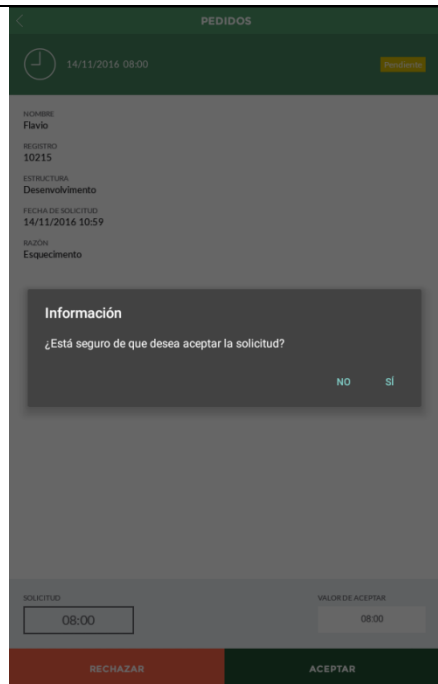 PEDIDOS
14/11/2016 08:00
Pendiente
NOMBRE
Flavio
REGISTRO
10215
ESTRUCTURA
Desenvolvimento
FECHA DE SOLICITUD
14/11/2016 10:59
RAZÓN
Esquecimento
Información
¿Está seguro de que desea aceptar la solicitud?
NO SÍ
SOLICITUD VALOR DE ACEPTAR
08:00 08:00
RECHAZAR ACEPTAR